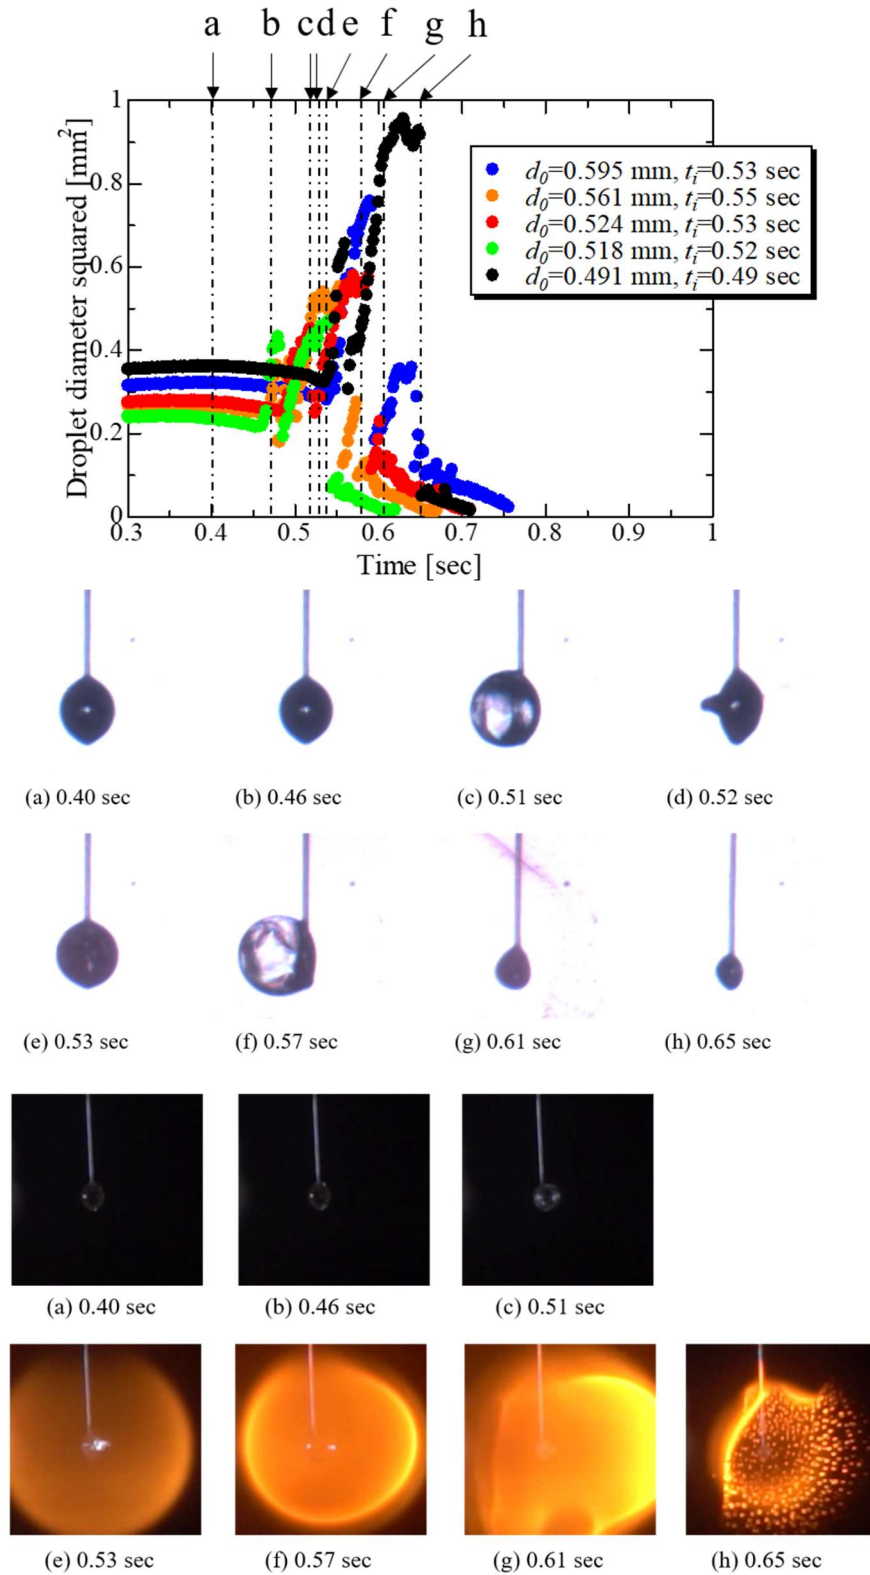 a b c d e f g h
Droplet diameter squared [mm²]
1
0.8
0.6
0.4
0.2
0
0.3 0.4 0.5 0.6 0.7 0.8 0.9 1
Time [sec]
d₀=0.595 mm, tᵢ=0.53 sec
d₀=0.561 mm, tᵢ=0.55 sec
d₀=0.524 mm, tᵢ=0.53 sec
d₀=0.518 mm, tᵢ=0.52 sec
d₀=0.491 mm, tᵢ=0.49 sec
(a) 0.40 sec (b) 0.46 sec (c) 0.51 sec (d) 0.52 sec
(e) 0.53 sec (f) 0.57 sec (g) 0.61 sec (h) 0.65 sec
(a) 0.40 sec (b) 0.46 sec (c) 0.51 sec
(e) 0.53 sec (f) 0.57 sec (g) 0.61 sec (h) 0.65 sec